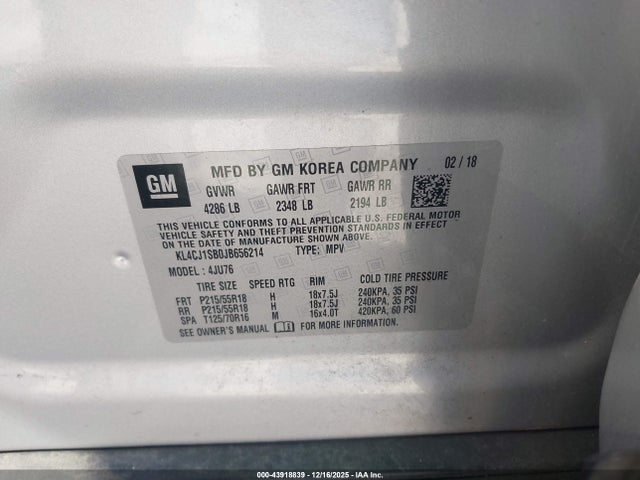 GM
MFD BY GM KOREA COMPANY 02 / 18
GVWR GAWR FRT GAWR RR
4286 LB 2348 LB 2194 LB
THIS VEHICLE CONFORMS TO ALL APPLICABLE U.S. FEDERAL MOTOR
VEHICLE SAFETY AND THEFT PREVENTION STANDARDS IN EFFECT ON THE
DATE OF MANUFACTURE SHOWN ABOVE.
KL4CJ1SB0JB656214 TYPE: MPV
MODEL : 4JU76
TIRE SIZE SPEED RTG RIM COLD TIRE PRESSURE
FRT P215/55R18 H 18x7.5J 240KPA, 35 PSI
RR P215/55R18 H 18x7.5J 240KPA, 35 PSI
SPA T125/70R16 M 16x4.0T 420KPA, 60 PSI
SEE OWNER'S MANUAL FOR MORE INFORMATION.
00-43918839 - 12/16/2025 - IAA Inc.